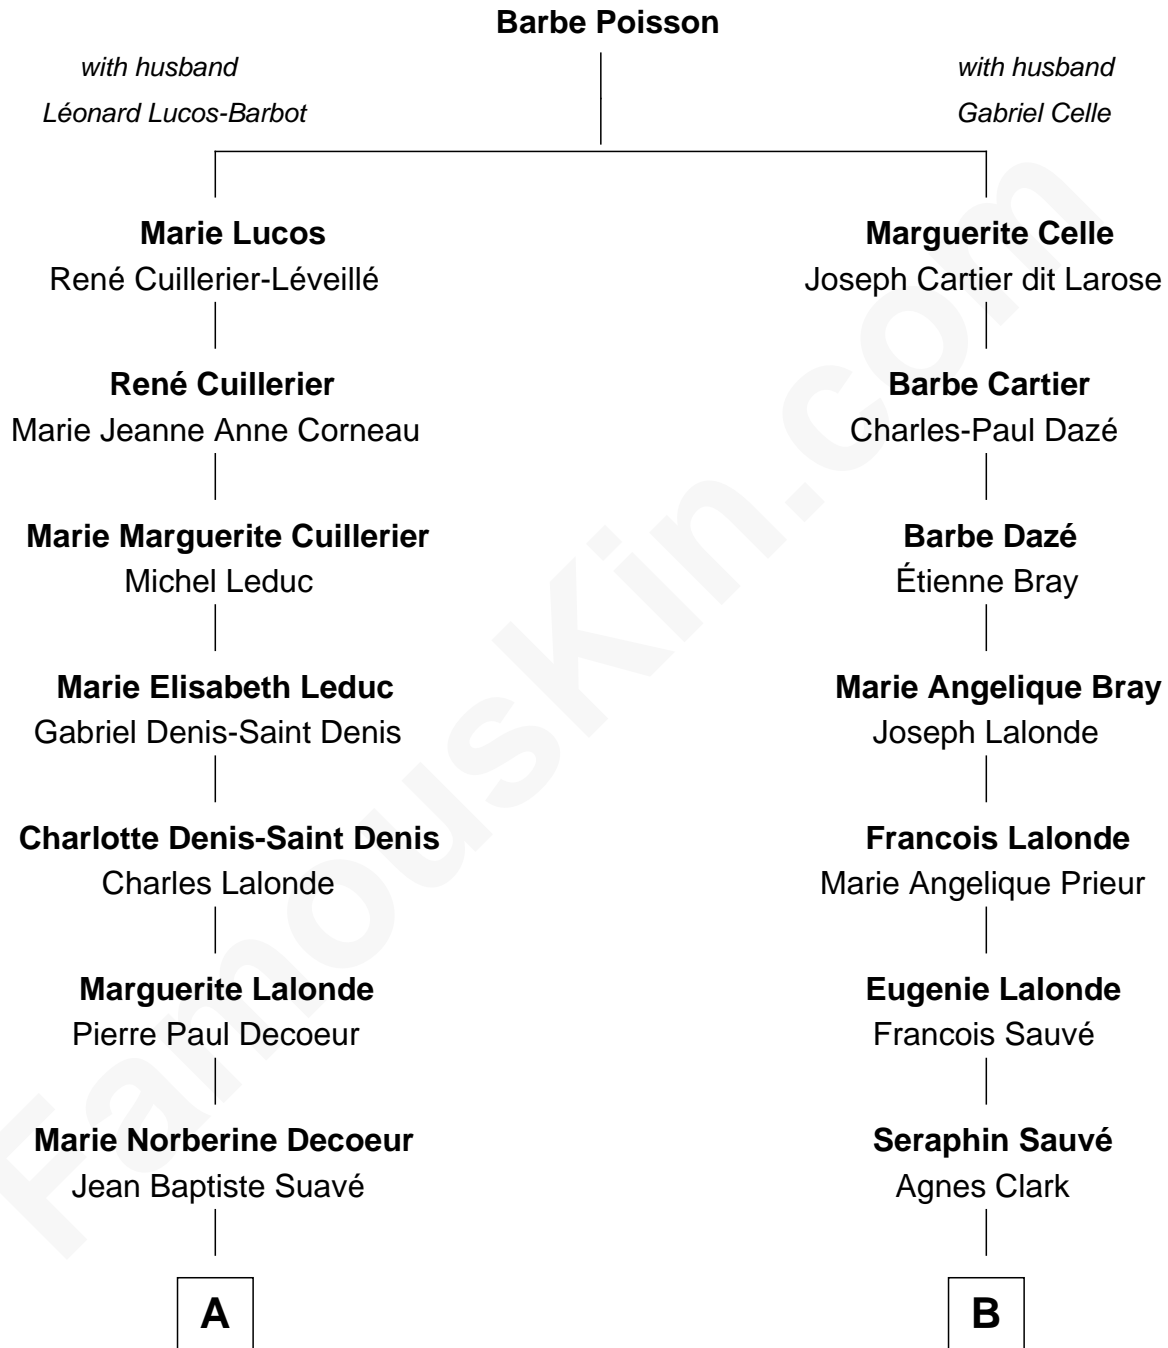 Barbe Poisson
with husband
Léonard Lucos-Barbot
with husband
Gabriel Celle
Marie Lucos
René Cuillerier-Léveillé
Marguerite Celle
Joseph Cartier dit Larose
René Cuillerier
Marie Jeanne Anne Corneau
Barbe Cartier
Charles-Paul Dazé
Marie Marguerite Cuillerier
Michel Leduc
Barbe Dazé
Étienne Bray
Marie Elisabeth Leduc
Gabriel Denis-Saint Denis
Marie Angelique Bray
Joseph Lalonde
Charlotte Denis-Saint Denis
Charles Lalonde
Francois Lalonde
Marie Angelique Prieur
Marguerite Lalonde
Pierre Paul Decoeur
Eugenie Lalonde
Francois Sauvé
Marie Norberine Decoeur
Jean Baptiste Suavé
Seraphin Sauvé
Agnes Clark
A
B
FamousKin.com